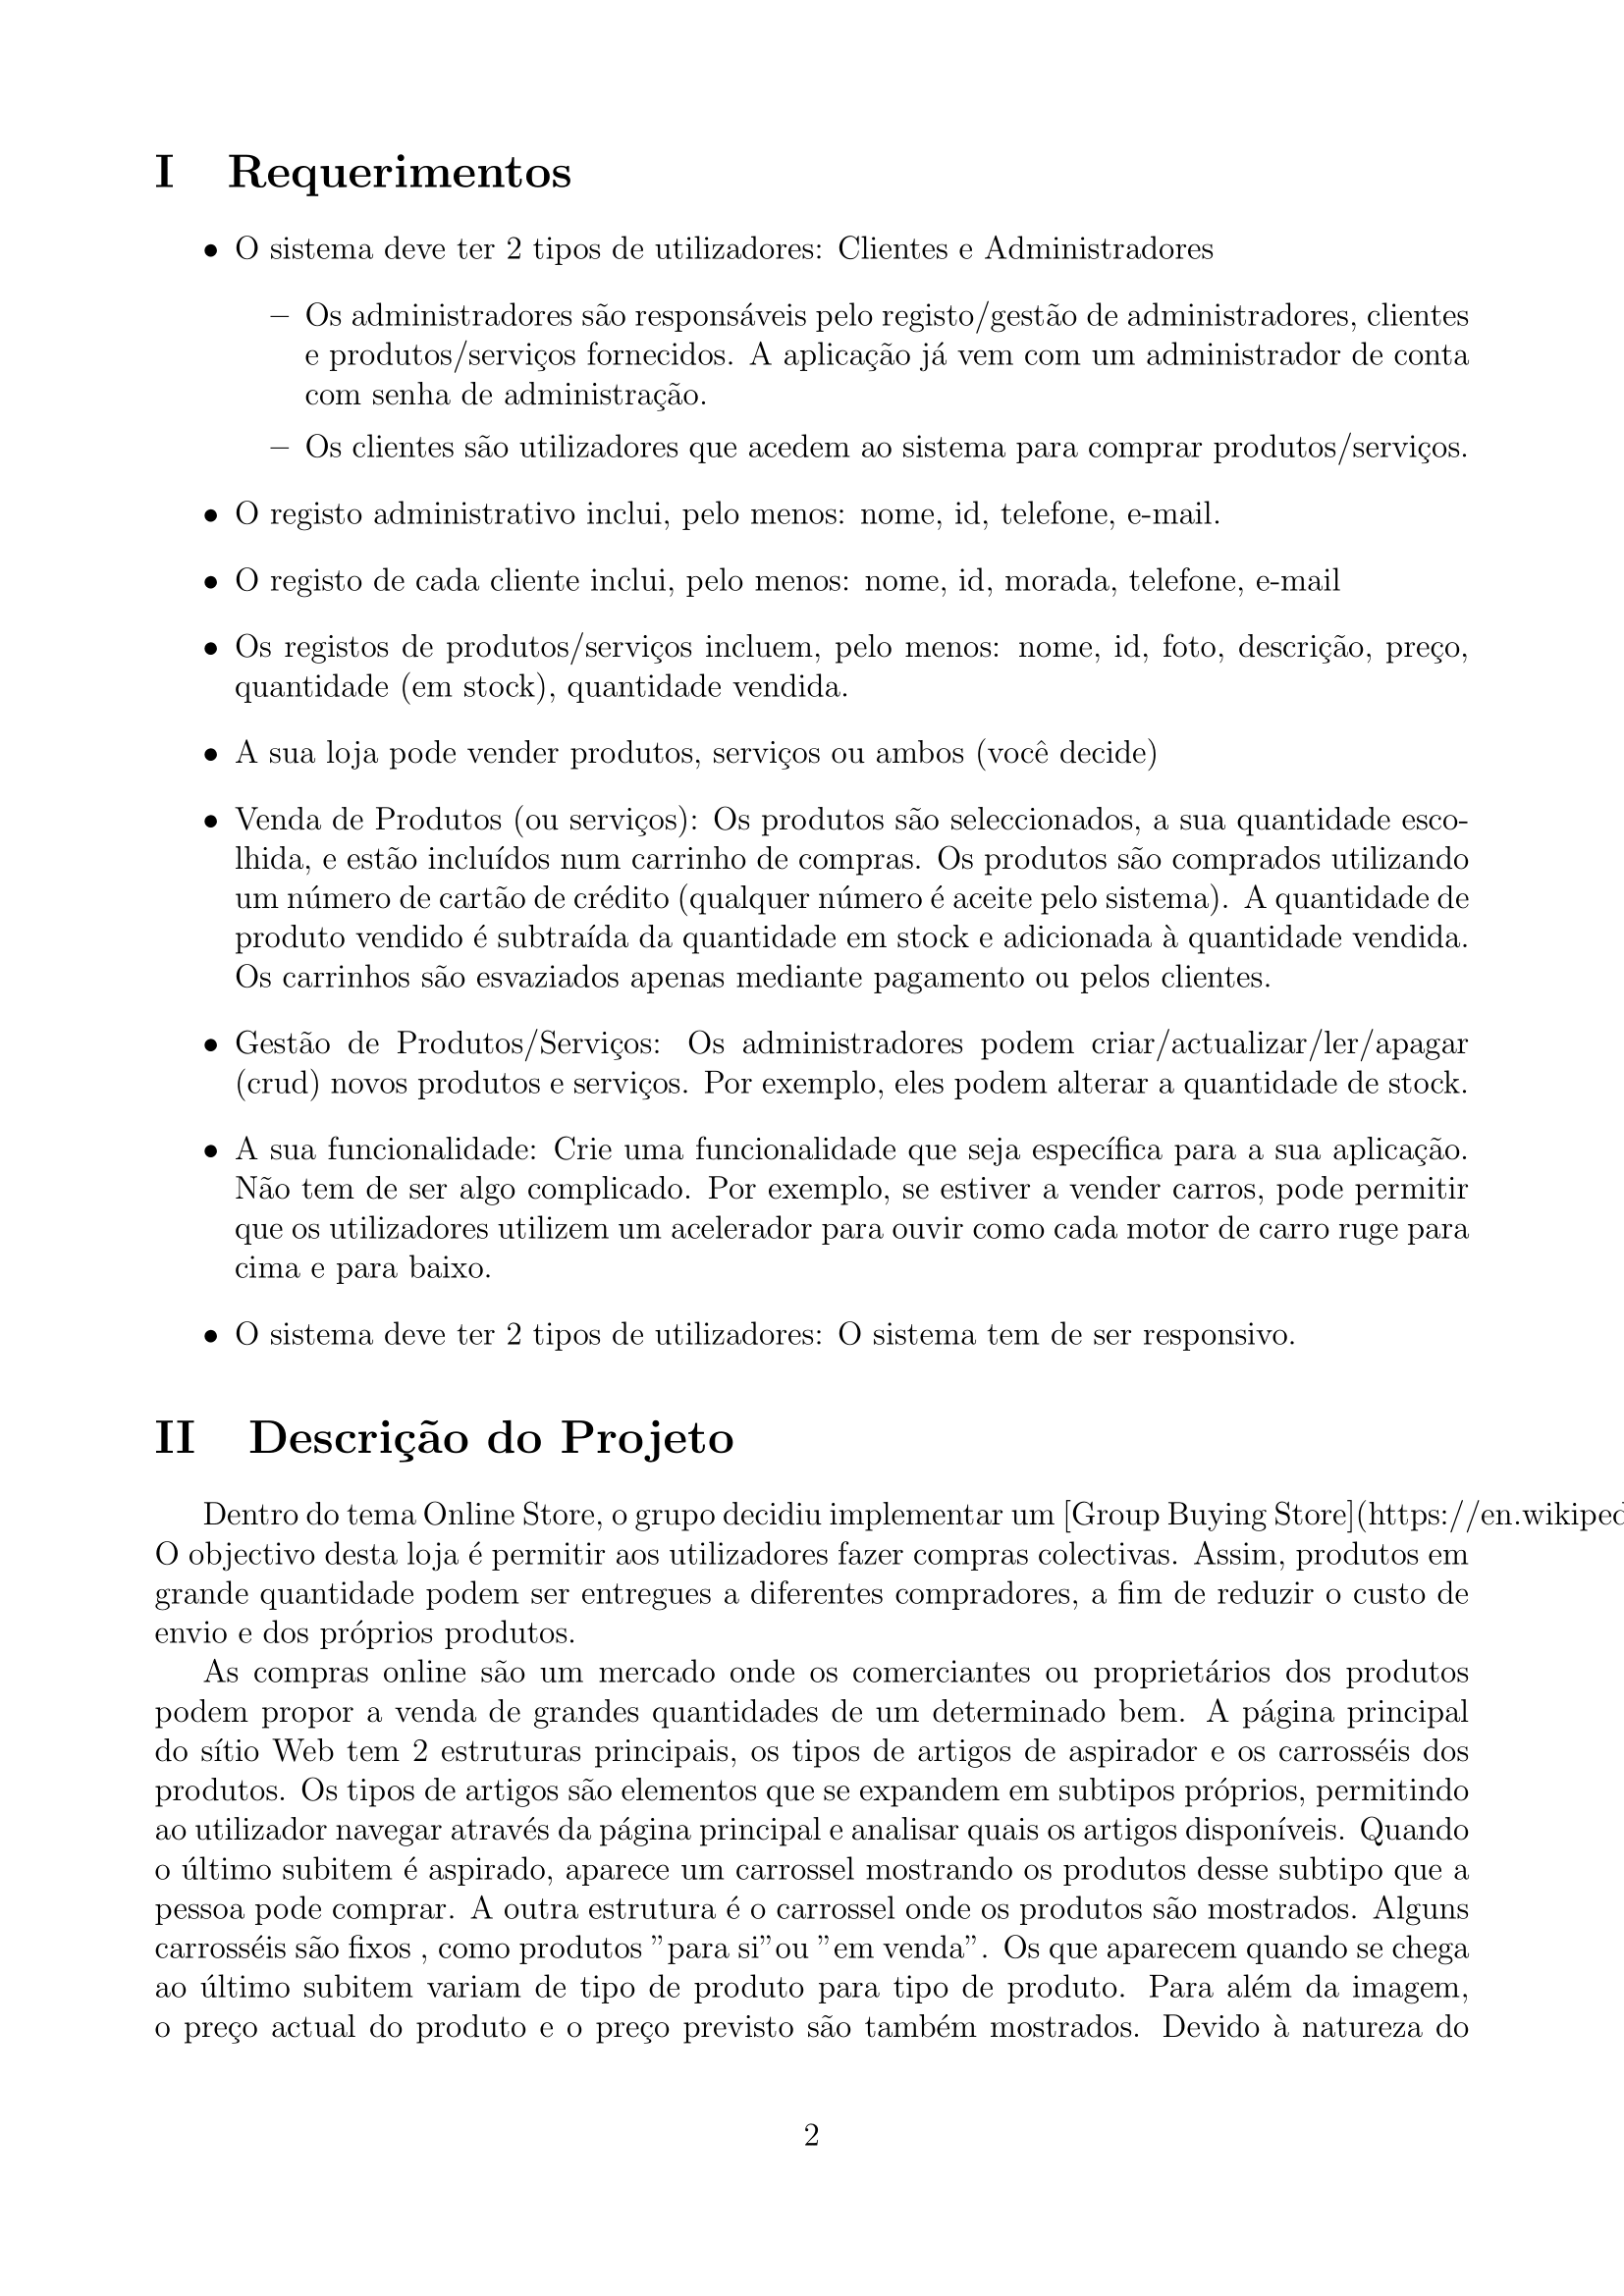 I Requerimentos
• O sistema deve ter 2 tipos de utilizadores: Clientes e Administradores
– Os administradores são responsáveis pelo registo/gestão de administradores, clientes
e produtos/serviços fornecidos. A aplicação já vem com um administrador de conta
com senha de administração.
– Os clientes são utilizadores que acedem ao sistema para comprar produtos/serviços.
• O registo administrativo inclui, pelo menos: nome, id, telefone, e-mail.
• O registo de cada cliente inclui, pelo menos: nome, id, morada, telefone, e-mail
• Os registos de produtos/serviços incluem, pelo menos: nome, id, foto, descrição, preço,
quantidade (em stock), quantidade vendida.
• A sua loja pode vender produtos, serviços ou ambos (você decide)
• Venda de Produtos (ou serviços): Os produtos são seleccionados, a sua quantidade esco-
lhida, e estão incluídos num carrinho de compras. Os produtos são comprados utilizando
um número de cartão de crédito (qualquer número é aceite pelo sistema). A quantidade de
produto vendido é subtraída da quantidade em stock e adicionada à quantidade vendida.
Os carrinhos são esvaziados apenas mediante pagamento ou pelos clientes.
• Gestão de Produtos/Serviços: Os administradores podem criar/actualizar/ler/apagar
(crud) novos produtos e serviços. Por exemplo, eles podem alterar a quantidade de stock.
• A sua funcionalidade: Crie uma funcionalidade que seja específica para a sua aplicação.
Não tem de ser algo complicado. Por exemplo, se estiver a vender carros, pode permitir
que os utilizadores utilizem um acelerador para ouvir como cada motor de carro ruge para
cima e para baixo.
• O sistema deve ter 2 tipos de utilizadores: O sistema tem de ser responsivo.
II Descrição do Projeto
Dentro do tema Online Store, o grupo decidiu implementar um [Group Buying Store](https://en.wikiped
O objectivo desta loja é permitir aos utilizadores fazer compras colectivas. Assim, produtos em
grande quantidade podem ser entregues a diferentes compradores, a fim de reduzir o custo de
envio e dos próprios produtos.
As compras online são um mercado onde os comerciantes ou proprietários dos produtos
podem propor a venda de grandes quantidades de um determinado bem. A página principal
do sítio Web tem 2 estruturas principais, os tipos de artigos de aspirador e os carrosséis dos
produtos. Os tipos de artigos são elementos que se expandem em subtipos próprios, permitindo
ao utilizador navegar através da página principal e analisar quais os artigos disponíveis. Quando
o último subitem é aspirado, aparece um carrossel mostrando os produtos desse subtipo que a
pessoa pode comprar. A outra estrutura é o carrossel onde os produtos são mostrados. Alguns
carrosséis são fixos , como produtos ”para si”ou ”em venda”. Os que aparecem quando se chega
ao último subitem variam de tipo de produto para tipo de produto. Para além da imagem,
o preço actual do produto e o preço previsto são também mostrados. Devido à natureza do
2